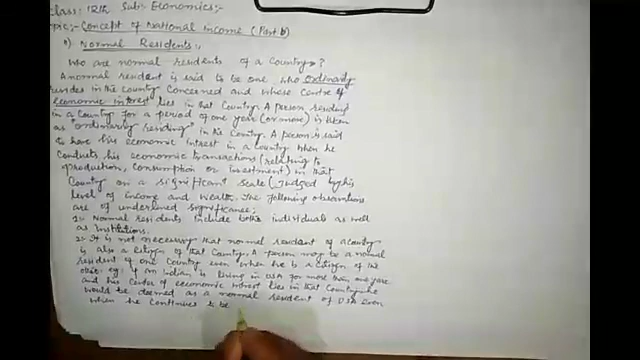 Class: 12th Sub: Economics.
Topic:- Concept of National Income (Part b)
Normal Residents:
Who are normal residents of a Country?
A normal resident is said to be one who ordinarily
resides in the Country Concerned and whose Centre of
economic interest lies in that Country. A person residing
in a Country for a period of one year (or more) is taken
as "ordinarily residing" in the Country. A person is said
to have his economic interest in a country when he
Conducts his economic transactions (relating to
Production, Consumption or Investment) in that
Country on a significant scale (Judged by his
level of income and wealth. The following observations
are of underlined significance:
1:- Normal residents include both individuals as well
as Institutions.
2:- It is not necessary that normal resident of a Country
is also a citizen of that Country. A person may be a normal
resident of one Country even when he is a citizen of the
other: eg: if an Indian is living in USA for more than one year
and his Center of economic interest lies in that Country, he
would be deemed as a normal resident of USA Even
when he continues to be